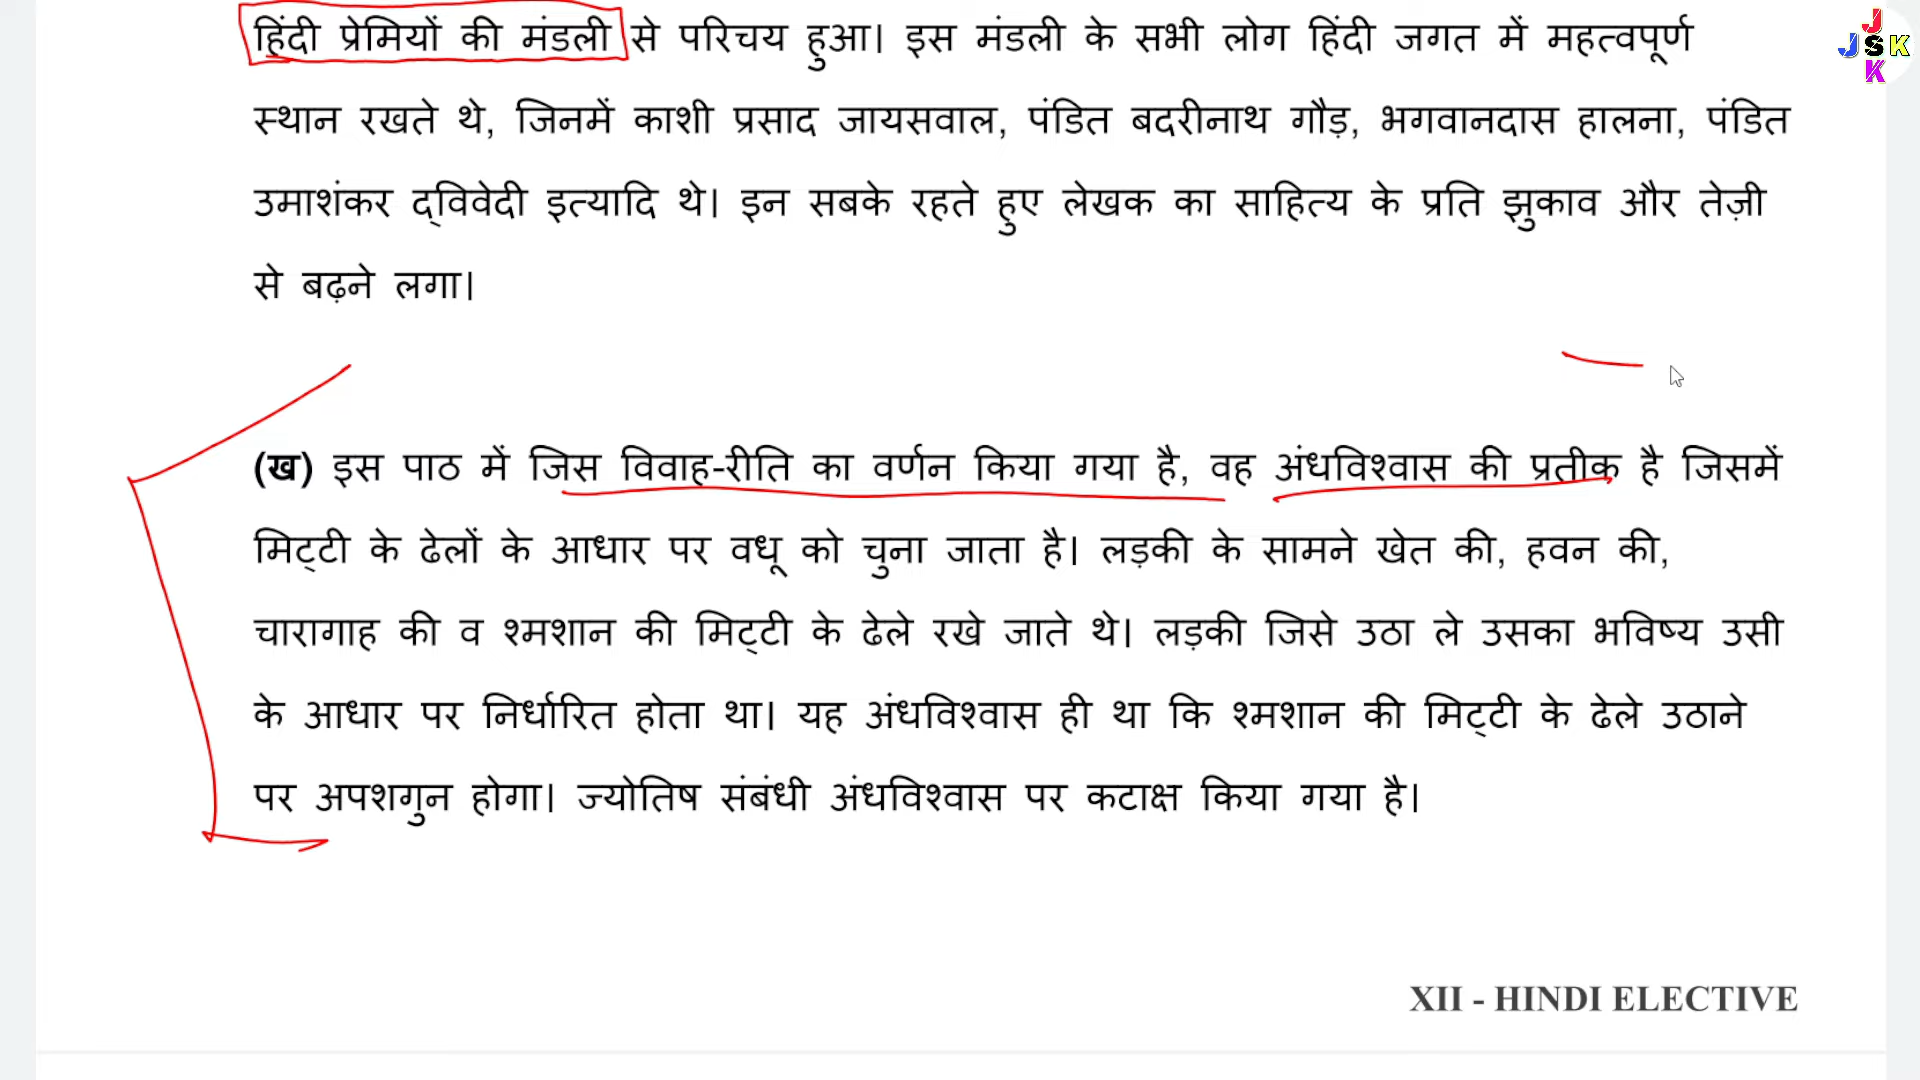 हिंदी प्रेमियों की मंडली से परिचय हुआ। इस मंडली के सभी लोग हिंदी जगत में महत्वपूर्ण
स्थान रखते थे, जिनमें काशी प्रसाद जायसवाल, पंडित बदरीनाथ गौड़, भगवानदास हालना, पंडित
उमाशंकर द्विवेदी इत्यादि थे। इन सबके रहते हुए लेखक का साहित्य के प्रति झुकाव और तेज़ी
से बढ़ने लगा।
(ख) इस पाठ में जिस विवाह-रीति का वर्णन किया गया है, वह अंधविश्वास की प्रतीक है जिसमें
मिट्टी के ढेलों के आधार पर वधू को चुना जाता है। लड़की के सामने खेत की, हवन की,
चारागाह की व श्मशान की मिट्टी के ढेले रखे जाते थे। लड़की जिसे उठा ले उसका भविष्य उसी
के आधार पर निर्धारित होता था। यह अंधविश्वास ही था कि श्मशान की मिट्टी के ढेले उठाने
पर अपशगुन होगा। ज्योतिष संबंधी अंधविश्वास पर कटाक्ष किया गया है।
XII - HINDI ELECTIVE
J
J S K
K